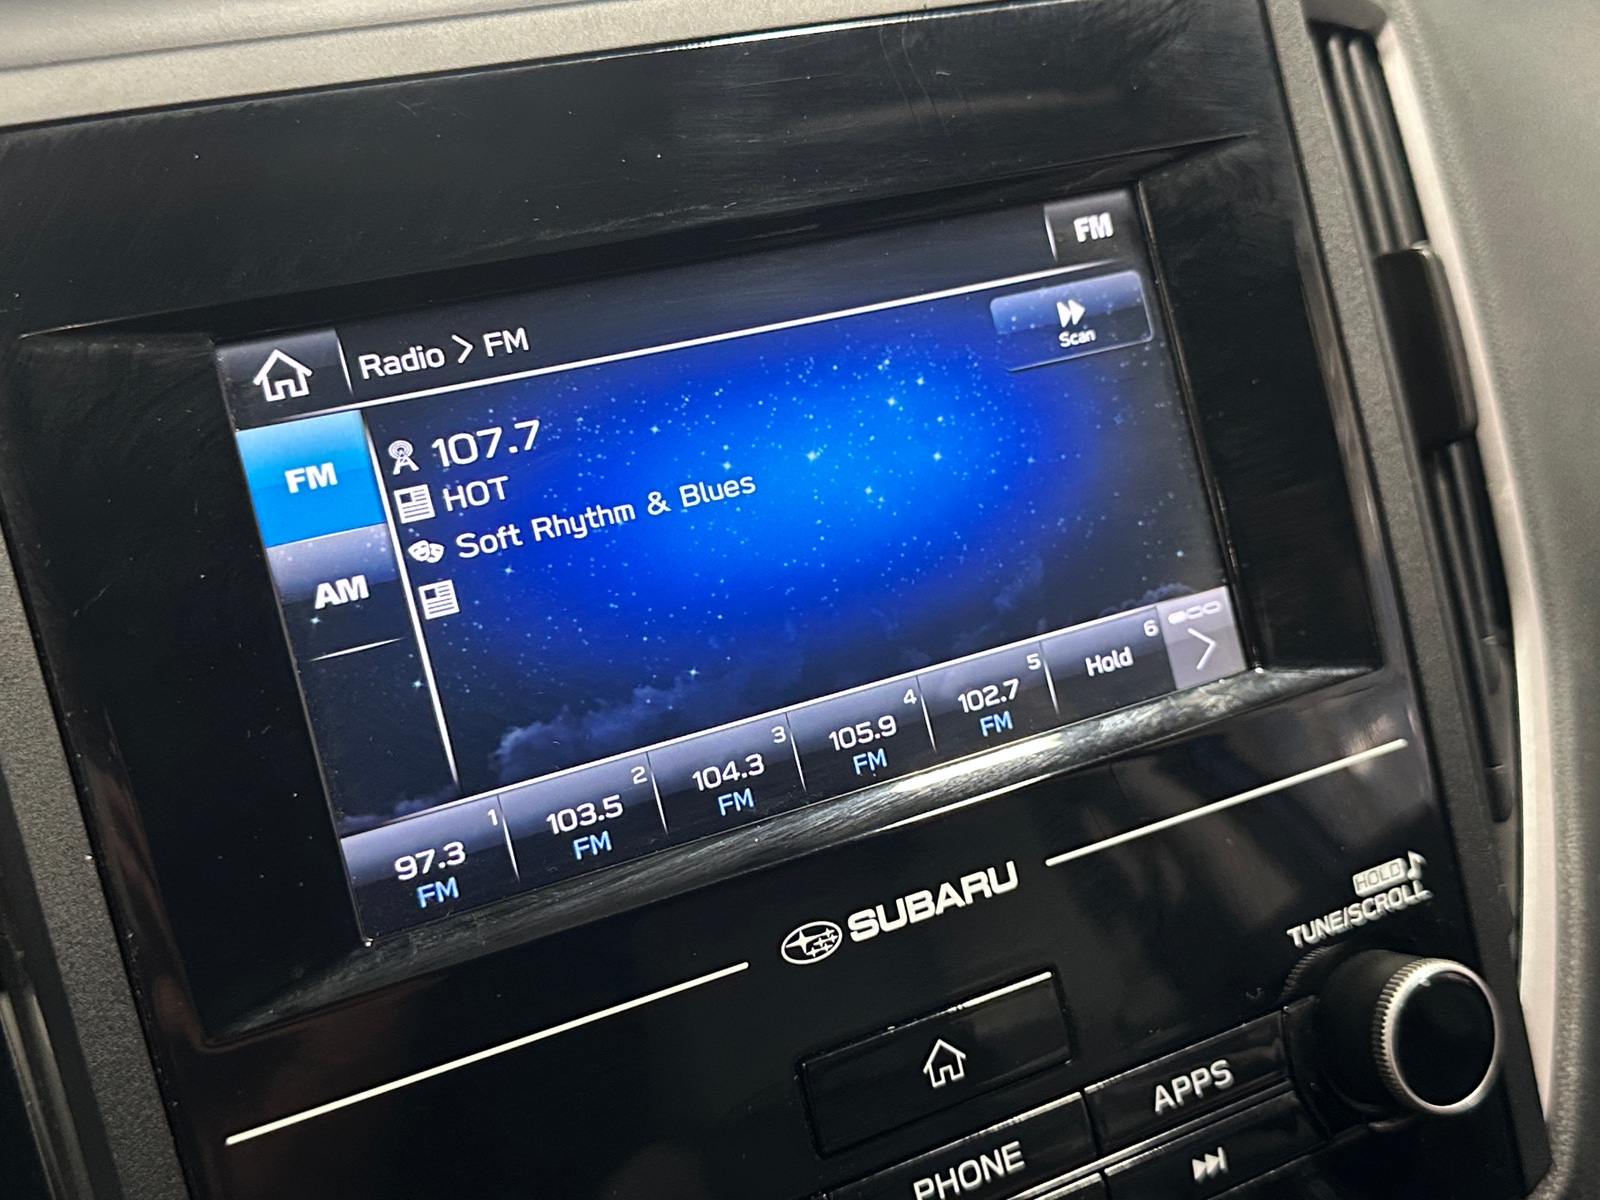 FM
Radio > FM
Scan
107.7
FM
HOT
Soft Rhythm & Blues
AM
1
97.3
FM
2
103.5
FM
3
104.3
FM
4
105.9
FM
5
102.7
FM
6
Hold
SUBARU
HOLD
TUNE/SCROLL
APPS
PHONE